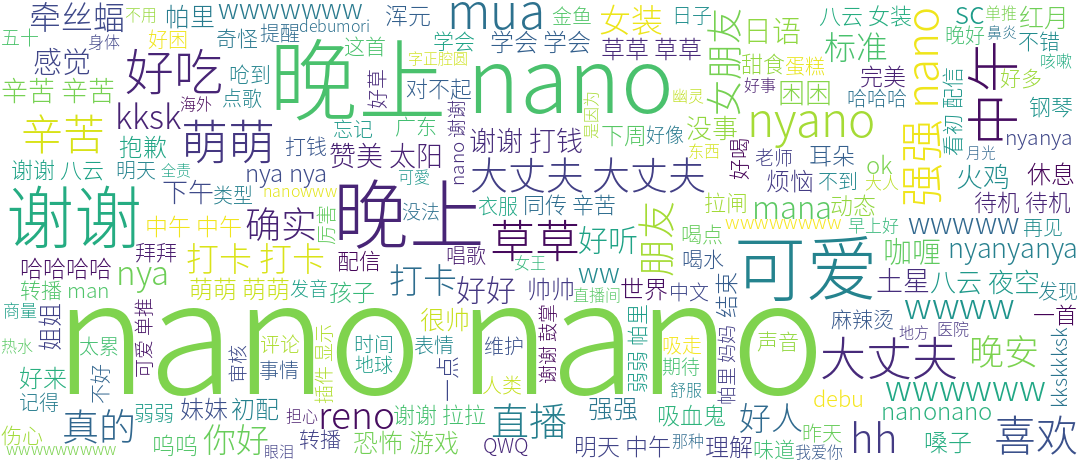 牵丝蝠
帕里
wwwwwww
浑元
mua
金鱼
女装
日子
八云 女装
sc
单推
红月
五十
好困
奇怪
提醒
debumori
学会
学会 学会
不用
身体
这首
字正腔圆
草草 草草
女朋友
日语
标准
晚好
鼻炎
不错
咳嗽
感觉
好吃
呛到
点歌
晚上 nano
好草
对不起
幽灵
甜食
蛋糕
困困
完美
好事
哈哈哈
nano
强强
看初
配信
中午
好多
钢琴
辛苦 辛苦
kksk
海外
忘记
广东
nano 谢谢
谢谢 打钱
是因为
下周
好像
没事
东西
nyano
好喝
老师
耳朵
ok
nyanya
月光
辛苦
抱歉
萌萌
打钱
赞美 太阳
大丈夫 大丈夫
烦恼
不到
大人
火鸡
休息
谢谢 八云
明天
全责
nya nya
nanowww
可愛
谢谢
下午
类型
晚上
没法
衣服
同传 辛苦
拉闸
mana
动态
待机 待机
中午 中午
确实
厉害
草草
好听
朋友
喝点
wwwwwwww
早上好
wwwww
再见
哈哈哈哈
拜拜
打卡 打卡
配信
唱歌
女王
喝水
可爱
咖喱
nyanyanya
转播
man
nya
萌萌 萌萌
发音
孩子
打卡
好好
帅帅
ww
直播间
世界
中文
结束
土星
八云 夜空
发现
商量
姐姐
可爱 单推
nano nano
很帅
谢谢 鼓掌
帕里
弱弱
帕里 妈妈
吸走
期待
声音
麻辣烫
wwww
地方
医院
一首
热水
太累
审核
评论
事情
插件 显示
时间
地球
表情
一点
维护
人类
舒服
大丈夫
晚安
kskkksk
好来
记得
不好
弱弱
妹妹
初配
担心
reno
谢谢 拉拉
直播
强强
吸血鬼
好人
debu
wwwwww
nanonano
伤心
真的
呜呜
你好
眼泪
转播
恐怖 游戏
QWQ
明天 中午
那种
理解
味道
昨天
我爱你
hh
嗓子
喜欢
wwwwwwwww